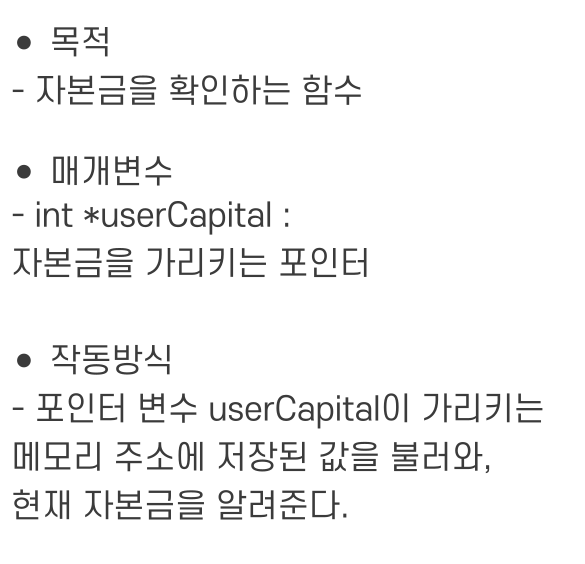 ● 목적
- 자본금을 확인하는 함수
● 매개변수
- int *userCapital :
자본금을 가리키는 포인터
● 작동방식
- 포인터 변수 userCapital이 가리키는
메모리 주소에 저장된 값을 불러와,
현재 자본금을 알려준다.